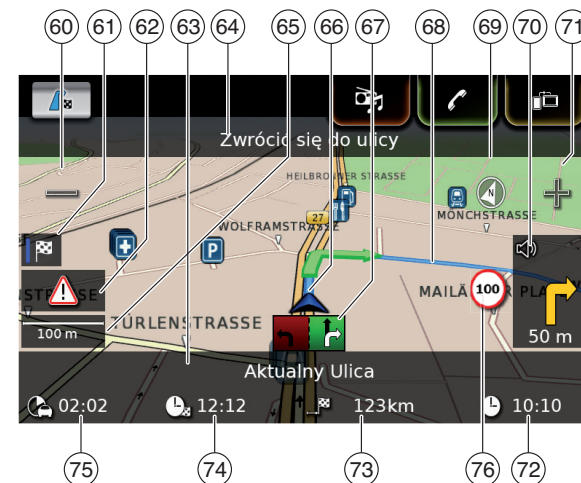 60 61 62 63 64 65 66 67 68 69 70 71
Zwrócić się do ulicy
HEILBRONNER STRASSE
N
27
MÖNCHSTRASSE
WOLFRAMSTRASSE
P
100
MAILÄ
PL
100 m
TÜRLENSTRASSE
50 m
Aktualny Ulica
02:02 12:12 123km 10:10
75 74 73 76 72